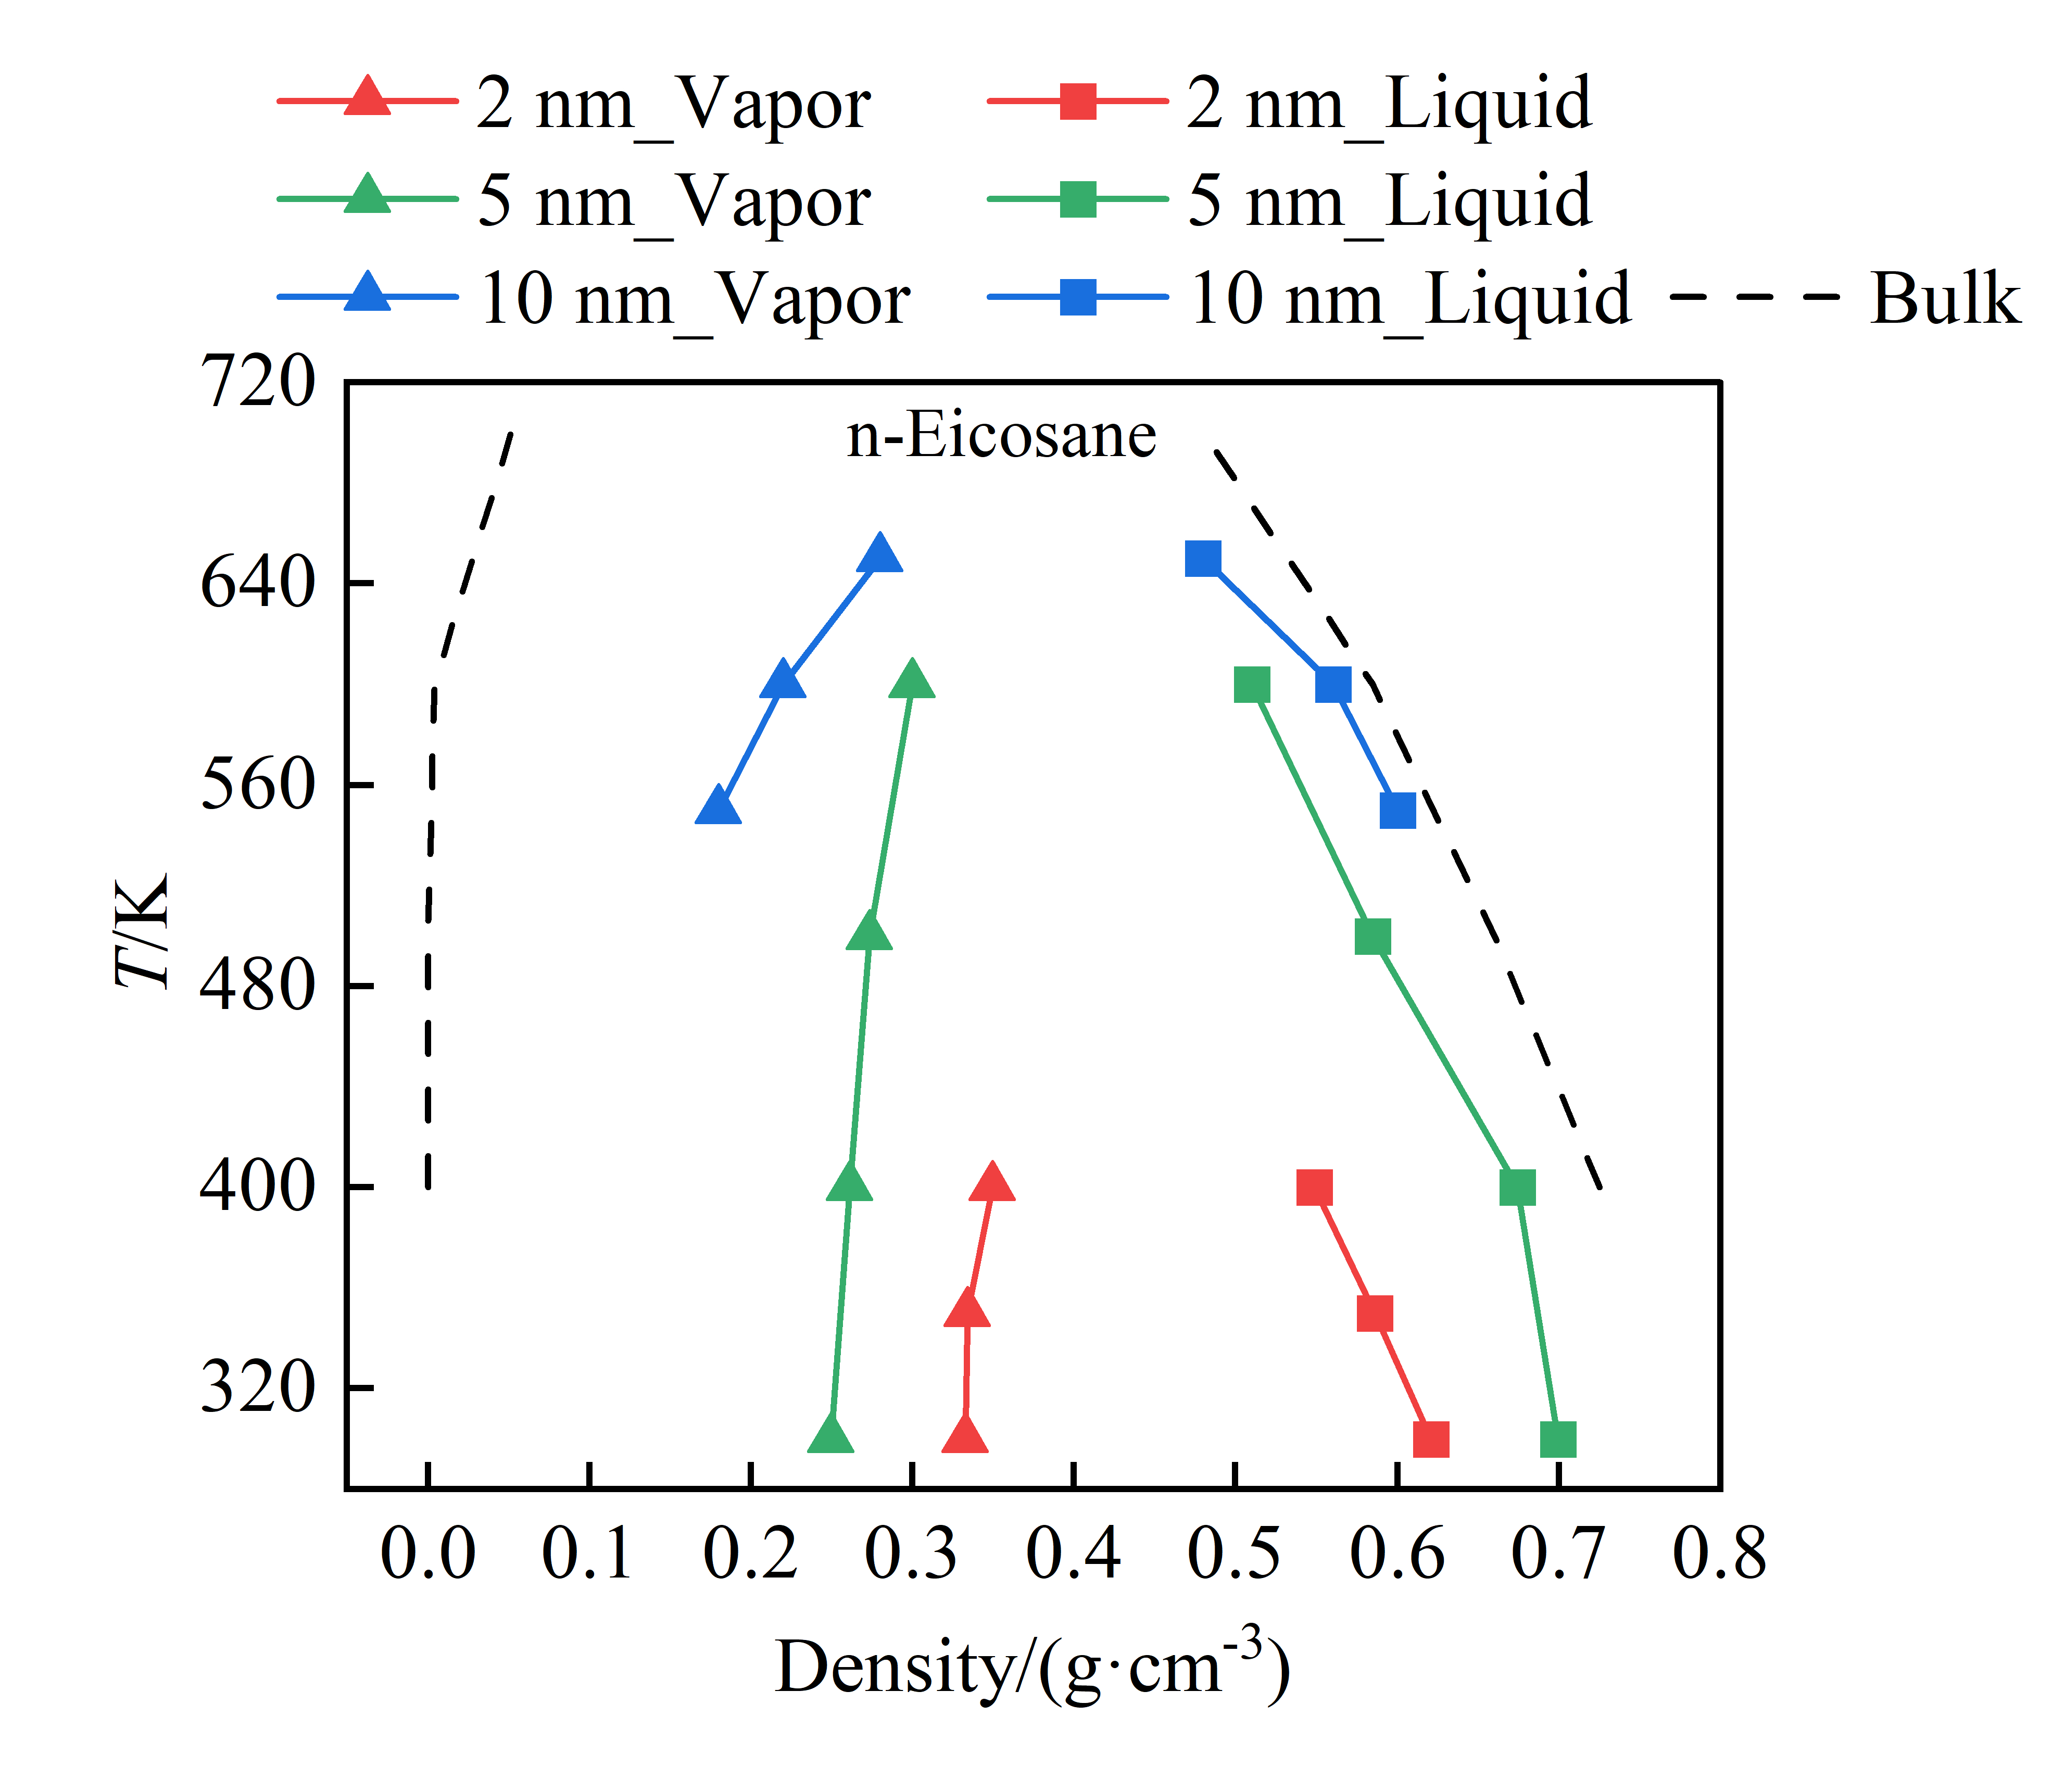 2 nm_Vapor 2 nm_Liquid
5 nm_Vapor 5 nm_Liquid
10 nm_Vapor 10 nm_Liquid Bulk
720
n-Eicosane
640
560
480
400
320
T/K
0.0 0.1 0.2 0.3 0.4 0.5 0.6 0.7 0.8
Density/(g·cm⁻³)